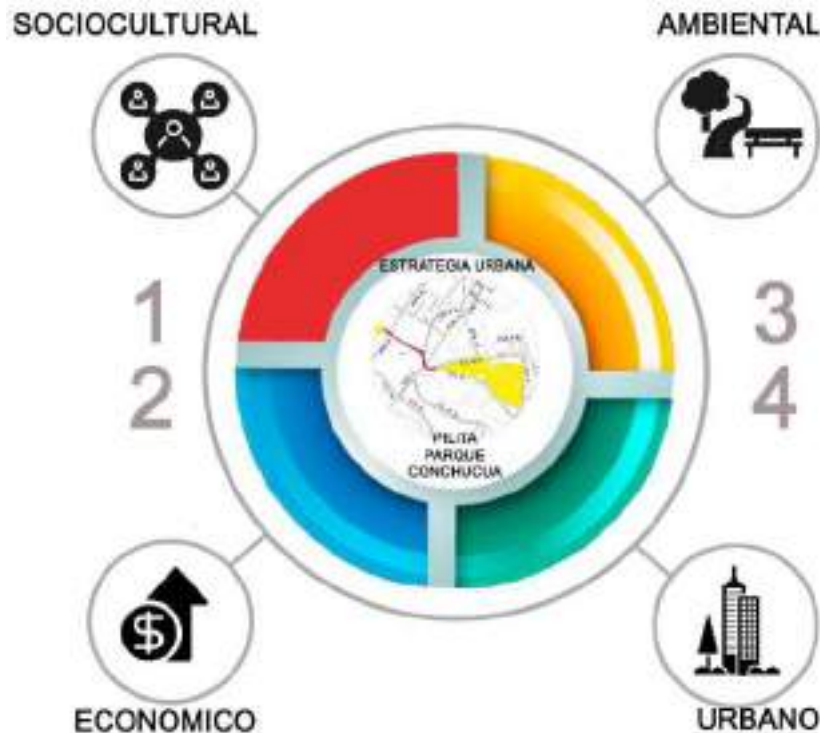 SOCIOCULTURAL
AMBIENTAL
1
2
3
4
ESTRATEGIA URBANA
PILITA
PARQUE
CONCHUCUA
ECONOMICO
URBANO